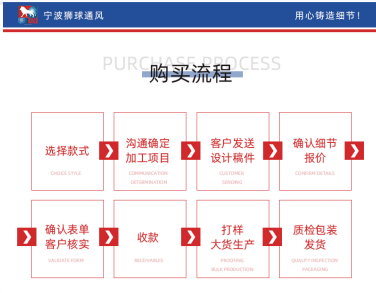 宁波狮球通风
用心铸造细节!
PURCHASE PROCESS
购买流程
选择款式
CHOICE STYLE
沟通确定
加工项目
COMMUNICATION
DETERMINATION
客户发送
设计稿件
CUSTOMER
SENDING
确认细节
报价
CONFIRM DETAILS
确认表单
客户核实
VALIDATE FORM
收款
RECEIVABLES
打样
大货生产
PROOFING
BULK PRODUCTION
质检包装
发货
QUALITY INSPECTION
PACKAGING